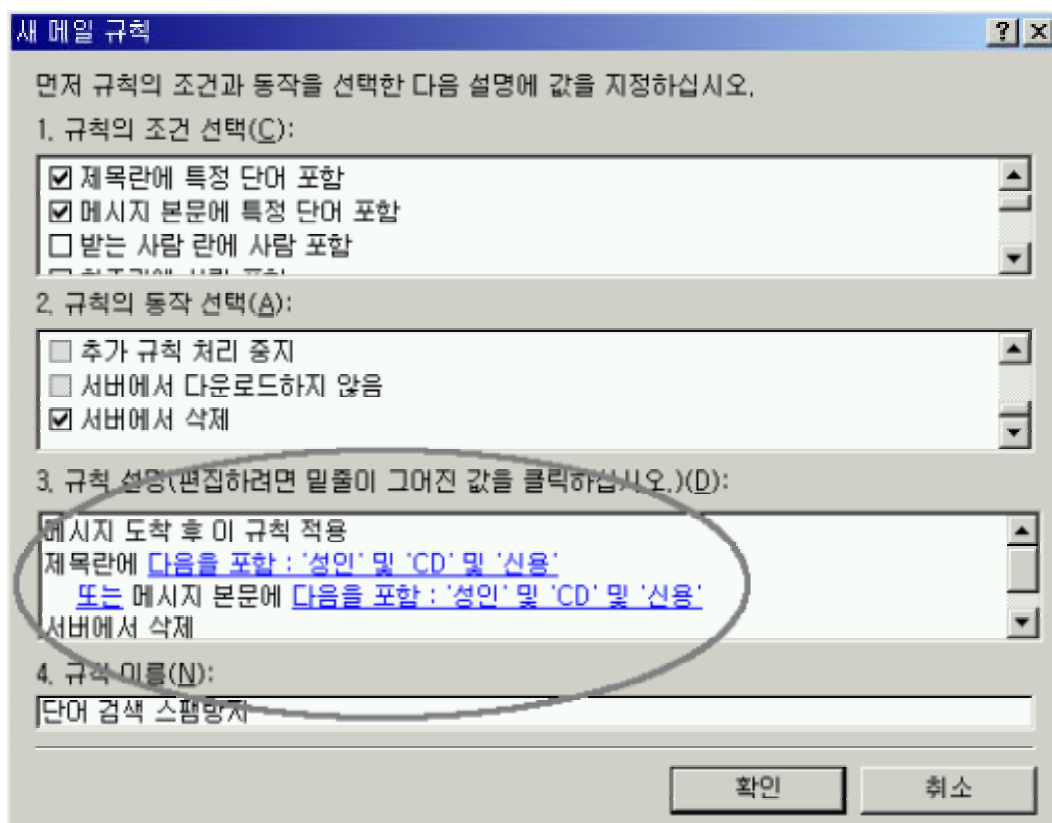 새 메일 규칙
먼저 규칙의 조건과 동작을 선택한 다음 설명에 값을 지정하십시오.
1. 규칙의 조건 선택(C):
제목란에 특정 단어 포함
메시지 본문에 특정 단어 포함
받는 사람 란에 사람 포함
2. 규칙의 동작 선택(A):
추가 규칙 처리 중지
서버에서 다운로드하지 않음
서버에서 삭제
3. 규칙 설명(편집하려면 밑줄이 그어진 값을 클릭하십시오.)(D):
메시지 도착 후 이 규칙 적용
제목란에 다음을 포함 : '성인' 및 'CD' 및 '신용'
또는 메시지 본문에 다음을 포함 : '성인' 및 'CD' 및 '신용'
서버에서 삭제
4. 규칙 이름(N):
단어 검색 스팸방지
확인
취소